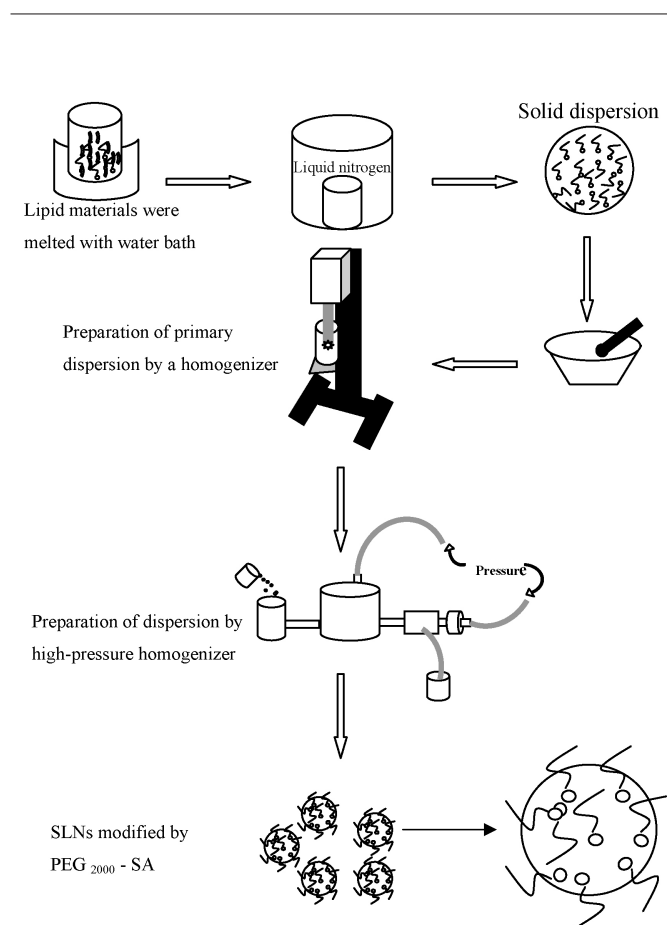 Solid dispersion
Liquid nitrogen
Lipid materials were
melted with water bath
Preparation of primary
dispersion by a homogenizer
Pressure
Preparation of dispersion by
high-pressure homogenizer
SLNs modified by
PEG 2000 - SA